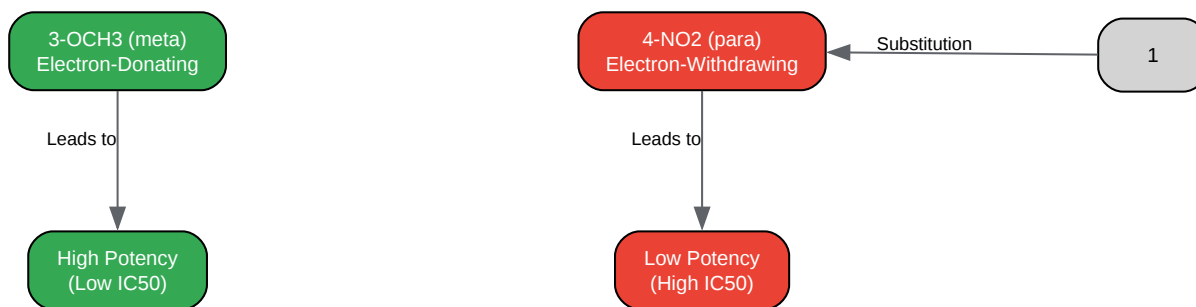 3-OCH3 (meta)
Electron-Donating
4-NO2 (para)
Electron-Withdrawing
Substitution
1
Leads to
Leads to
High Potency
(Low IC50)
Low Potency
(High IC50)